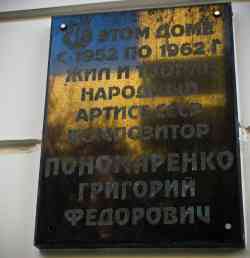 В ЭТОМ ДОМЕ
С 1952 ПО 1962 Г
ЖИЛ И ТВОРИЛ
НАРОДНЫЙ
АРТИСТ СССР
КОМПОЗИТОР
ПОНОМАРЕНКО
ГРИГОРИЙ
ФЕДОРОВИЧ